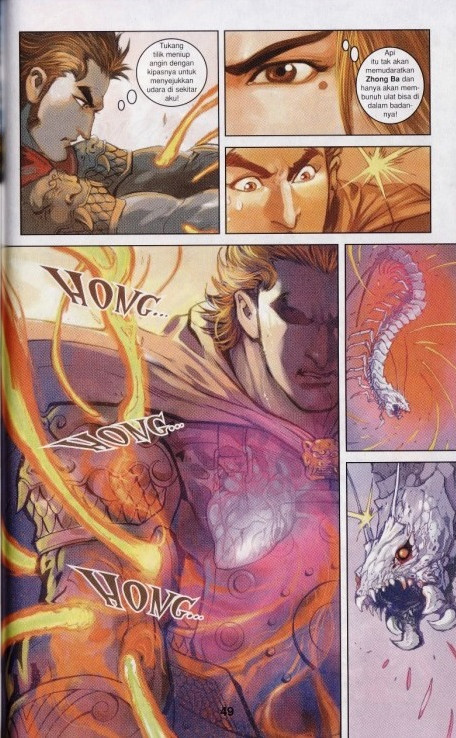 Tukang
tilik meniup
angin dengan
kipasnya untuk
menyejukkan
udara di sekitar
aku!
Api
itu tak akan
memudaratkan
Zhong Ba dan
hanya akan mem-
bunuh ulat bisa di
dalam badan-
nya!
HONG...
HONG...
HONG...
49